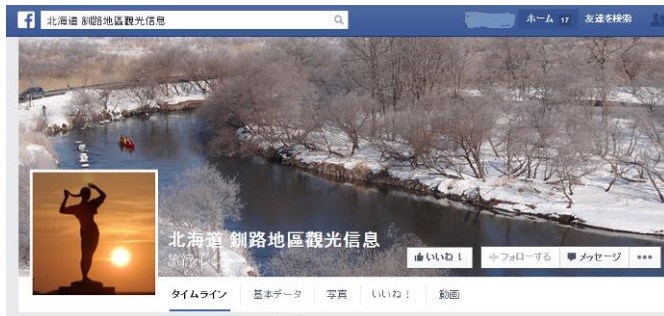 f 北海道 釧路地區觀光信息
ホーム 17 友達を検索
北海道 釧路地區觀光信息
いいね！ フォローする メッセージ
タイムライン 基本データ 写真 いいね！ 動画